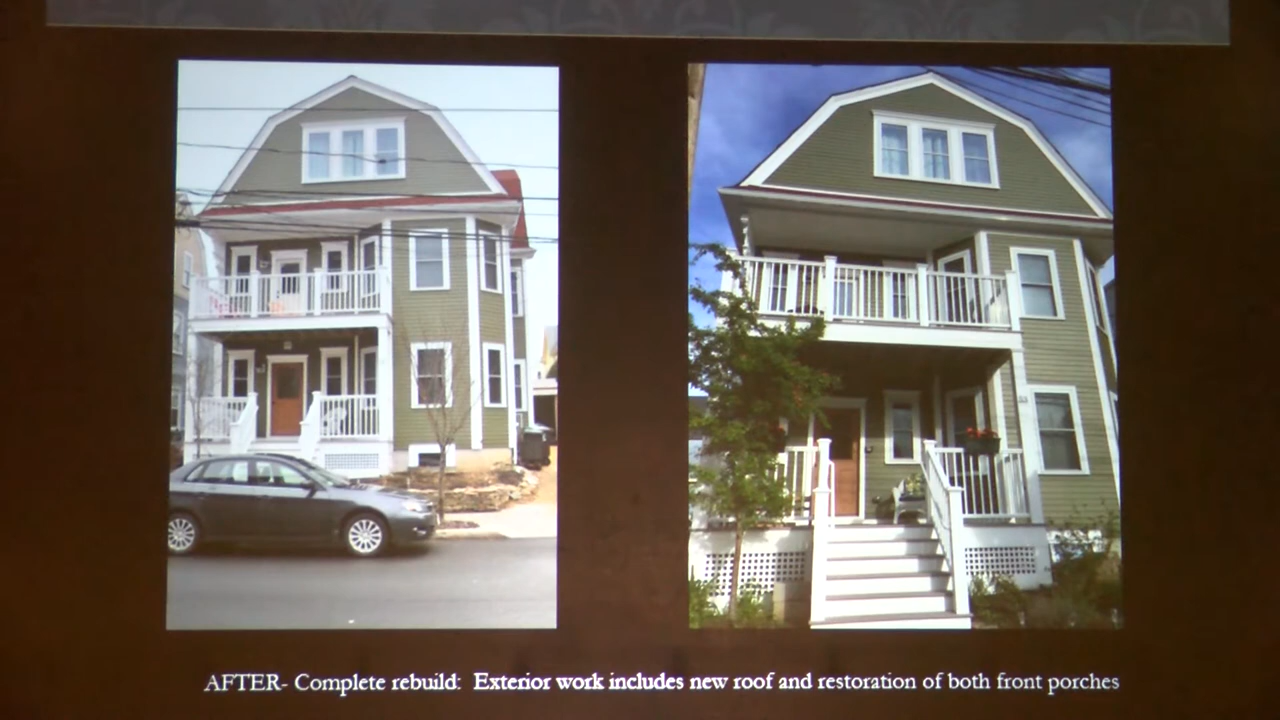 AFTER- Complete rebuild: Exterior work includes new roof and restoration of both front porches